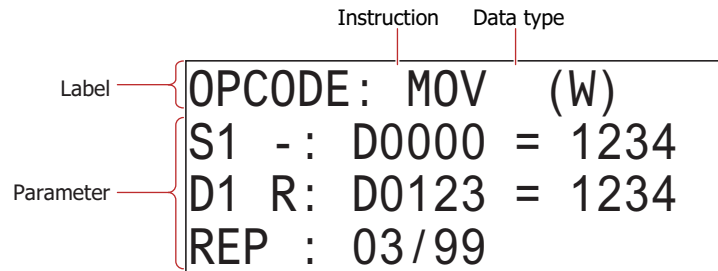 Instruction Data type
Label OPCODE: MOV (W)
S1 -: D0000 = 1234
Parameter D1 R: D0123 = 1234
REP : 03/99